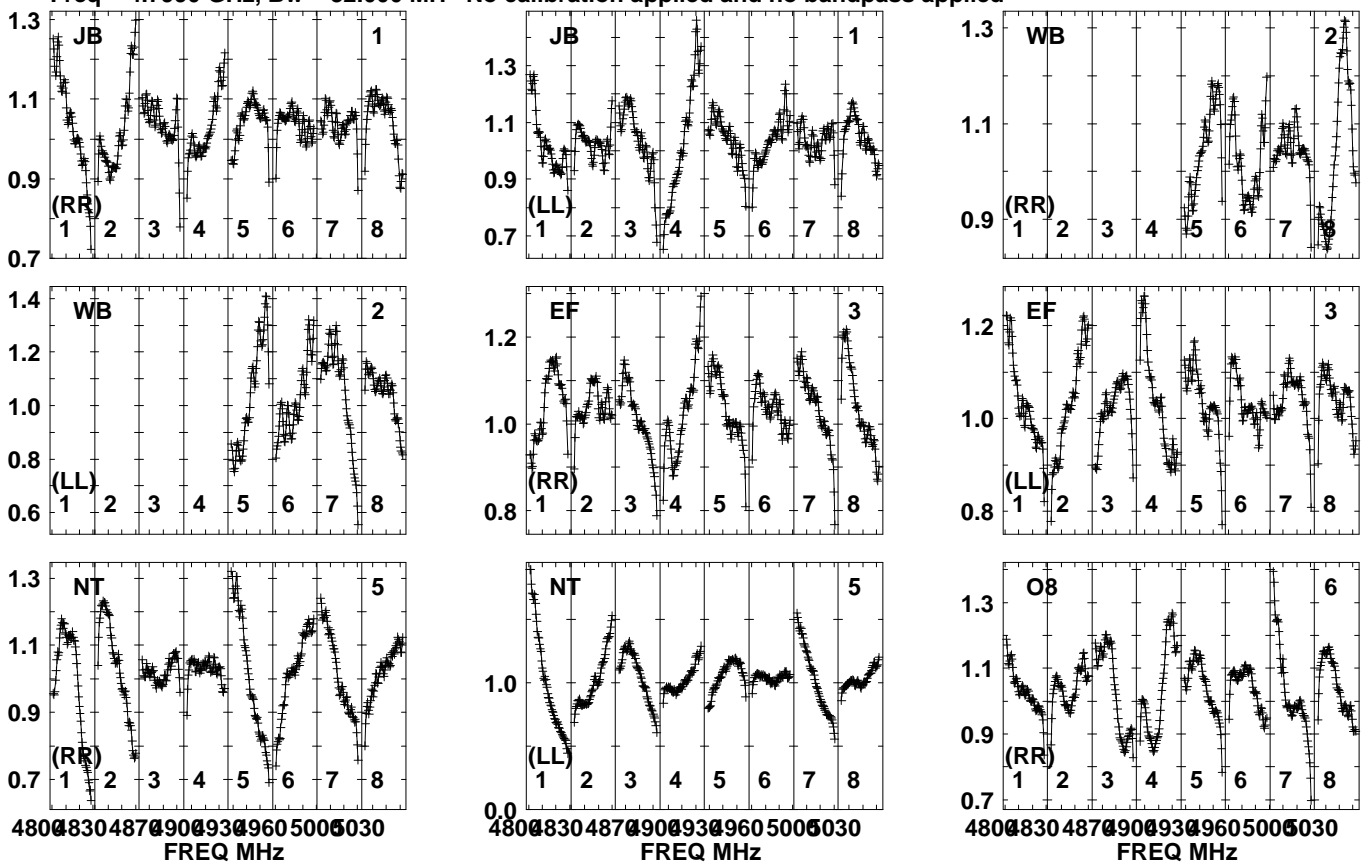 No calibration applied and no bandpass applied
1.3 JB 1
1.1
0.9
(RR)
1 2 3 4 5 6 7 8
0.7
JB 1
1.3
1.1
0.9
(LL)
0.7 1 2 3 4 5 6 7 8
1.3 WB 2
1.1
0.9 (RR)
1 2 3 4 5 6 7 8
1.4 WB 2
1.2
1.0
0.8
(LL)
0.6 1 2 3 4 5 6 7 8
EF 3
1.2
1.0
(RR)
0.8 1 2 3 4 5 6 7 8
EF 3
1.2
1.0
(LL)
1 2 3 4 5 6 7 8
0.8
1.3 NT 5
1.1
0.9
(RR)
0.7 1 2 3 4 5 6 7 8
4800 4830 4870 4900 4930 4960 5000 5030
FREQ MHz
NT 5
1.0
(LL)
1 2 3 4 5 6 7 8
0.0
4800 4830 4870 4900 4930 4960 5000 5030
FREQ MHz
O8 6
1.3
1.1
0.9
(RR)
1 2 3 4 5 6 7 8
0.7
4800 4830 4870 4900 4930 4960 5000 5030
FREQ MHz